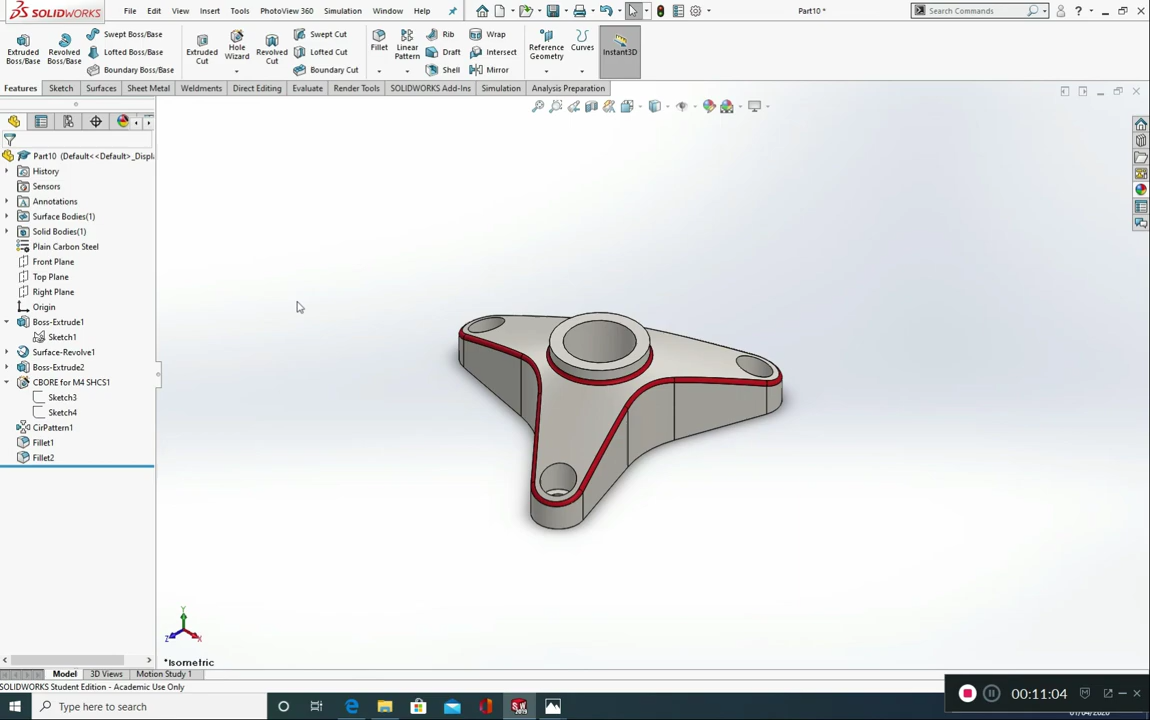 SOLIDWORKS
File
Edit
View
Insert
Tools
PhotoView 360
Simulation
Window
Help
Part10 *
Search Commands
Extruded Boss/Base
Revolved Boss/Base
Swept Boss/Base
Lofted Boss/Base
Boundary Boss/Base
Extruded Cut
Hole Wizard
Revolved Cut
Swept Cut
Lofted Cut
Boundary Cut
Fillet
Linear Pattern
Rib
Draft
Shell
Wrap
Intersect
Mirror
Reference Geometry
Curves
Instant3D
Features
Sketch
Surfaces
Sheet Metal
Weldments
Direct Editing
Evaluate
Render Tools
SOLIDWORKS Add-Ins
Simulation
Analysis Preparation
Part10 (Default<<Default>_Displ
History
Sensors
Annotations
Surface Bodies(1)
Solid Bodies(1)
Plain Carbon Steel
Front Plane
Top Plane
Right Plane
Origin
Boss-Extrude1
Sketch1
Surface-Revolve1
Boss-Extrude2
CBORE for M4 SHCS1
Sketch3
Sketch4
CirPattern1
Fillet1
Fillet2
Y
Z
X
*Isometric
Model
3D Views
Motion Study 1
SOLIDWORKS Student Edition - Academic Use Only
Type here to search
00:11:04